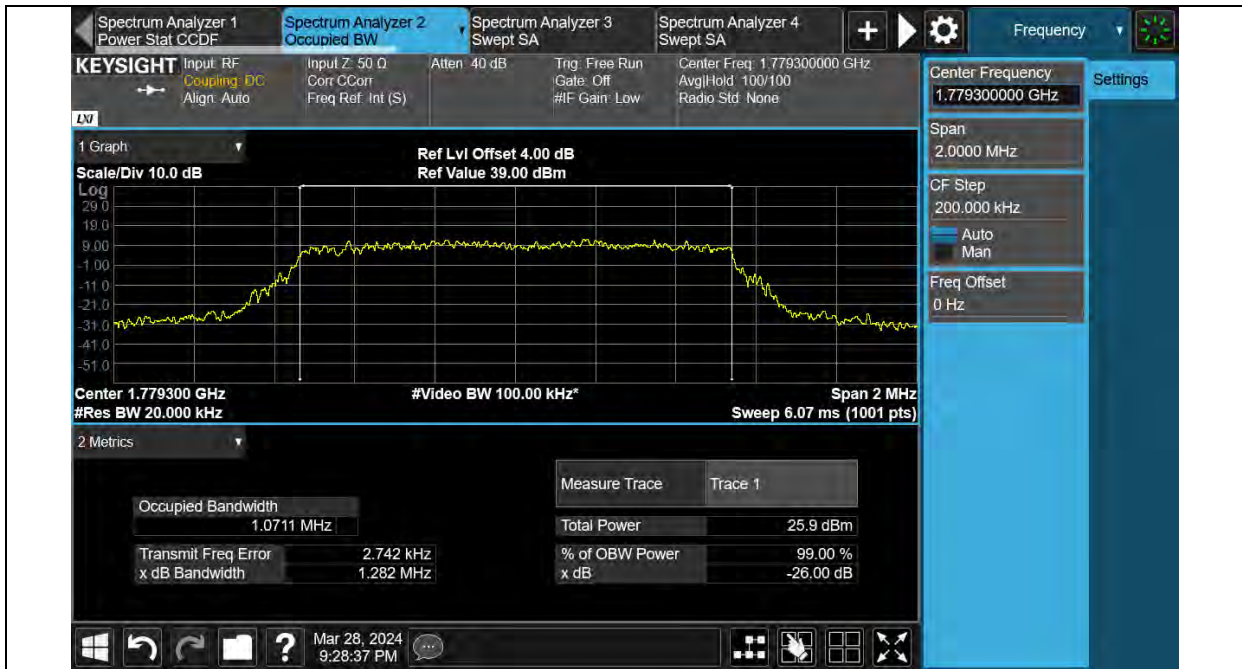 Spectrum Analyzer 1
Power Stat CCDF
Spectrum Analyzer 2
Occupied BW
Spectrum Analyzer 3
Swept SA
Spectrum Analyzer 4
Swept SA
+
Frequency
KEYSIGHT
Input: RF
Coupling: DC
Align: Auto
Input Z: 50 Ω
Corr CCorr
Freq Ref: Int (S)
Atten: 40 dB
Trig: Free Run
Gate: Off
#IF Gain: Low
Center Freq: 1.779300000 GHz
Avg|Hold: 100/100
Radio Std: None
LXI
Center Frequency
1.779300000 GHz
Settings
Span
2.0000 MHz
CF Step
200.000 kHz
Auto
Man
Freq Offset
0 Hz
1 Graph
Scale/Div 10.0 dB
Ref Lvl Offset 4.00 dB
Ref Value 39.00 dBm
Log
29.0
19.0
9.00
-1.00
-11.0
-21.0
-31.0
-41.0
-51.0
Center 1.779300 GHz
#Video BW 100.00 kHz*
Span 2 MHz
#Res BW 20.000 kHz
Sweep 6.07 ms (1001 pts)
2 Metrics
Measure Trace
Trace 1
Occupied Bandwidth
1.0711 MHz
Total Power
25.9 dBm
Transmit Freq Error
2.742 kHz
% of OBW Power
99.00 %
x dB Bandwidth
1.282 MHz
x dB
-26.00 dB
?
Mar 28, 2024
9:28:37 PM